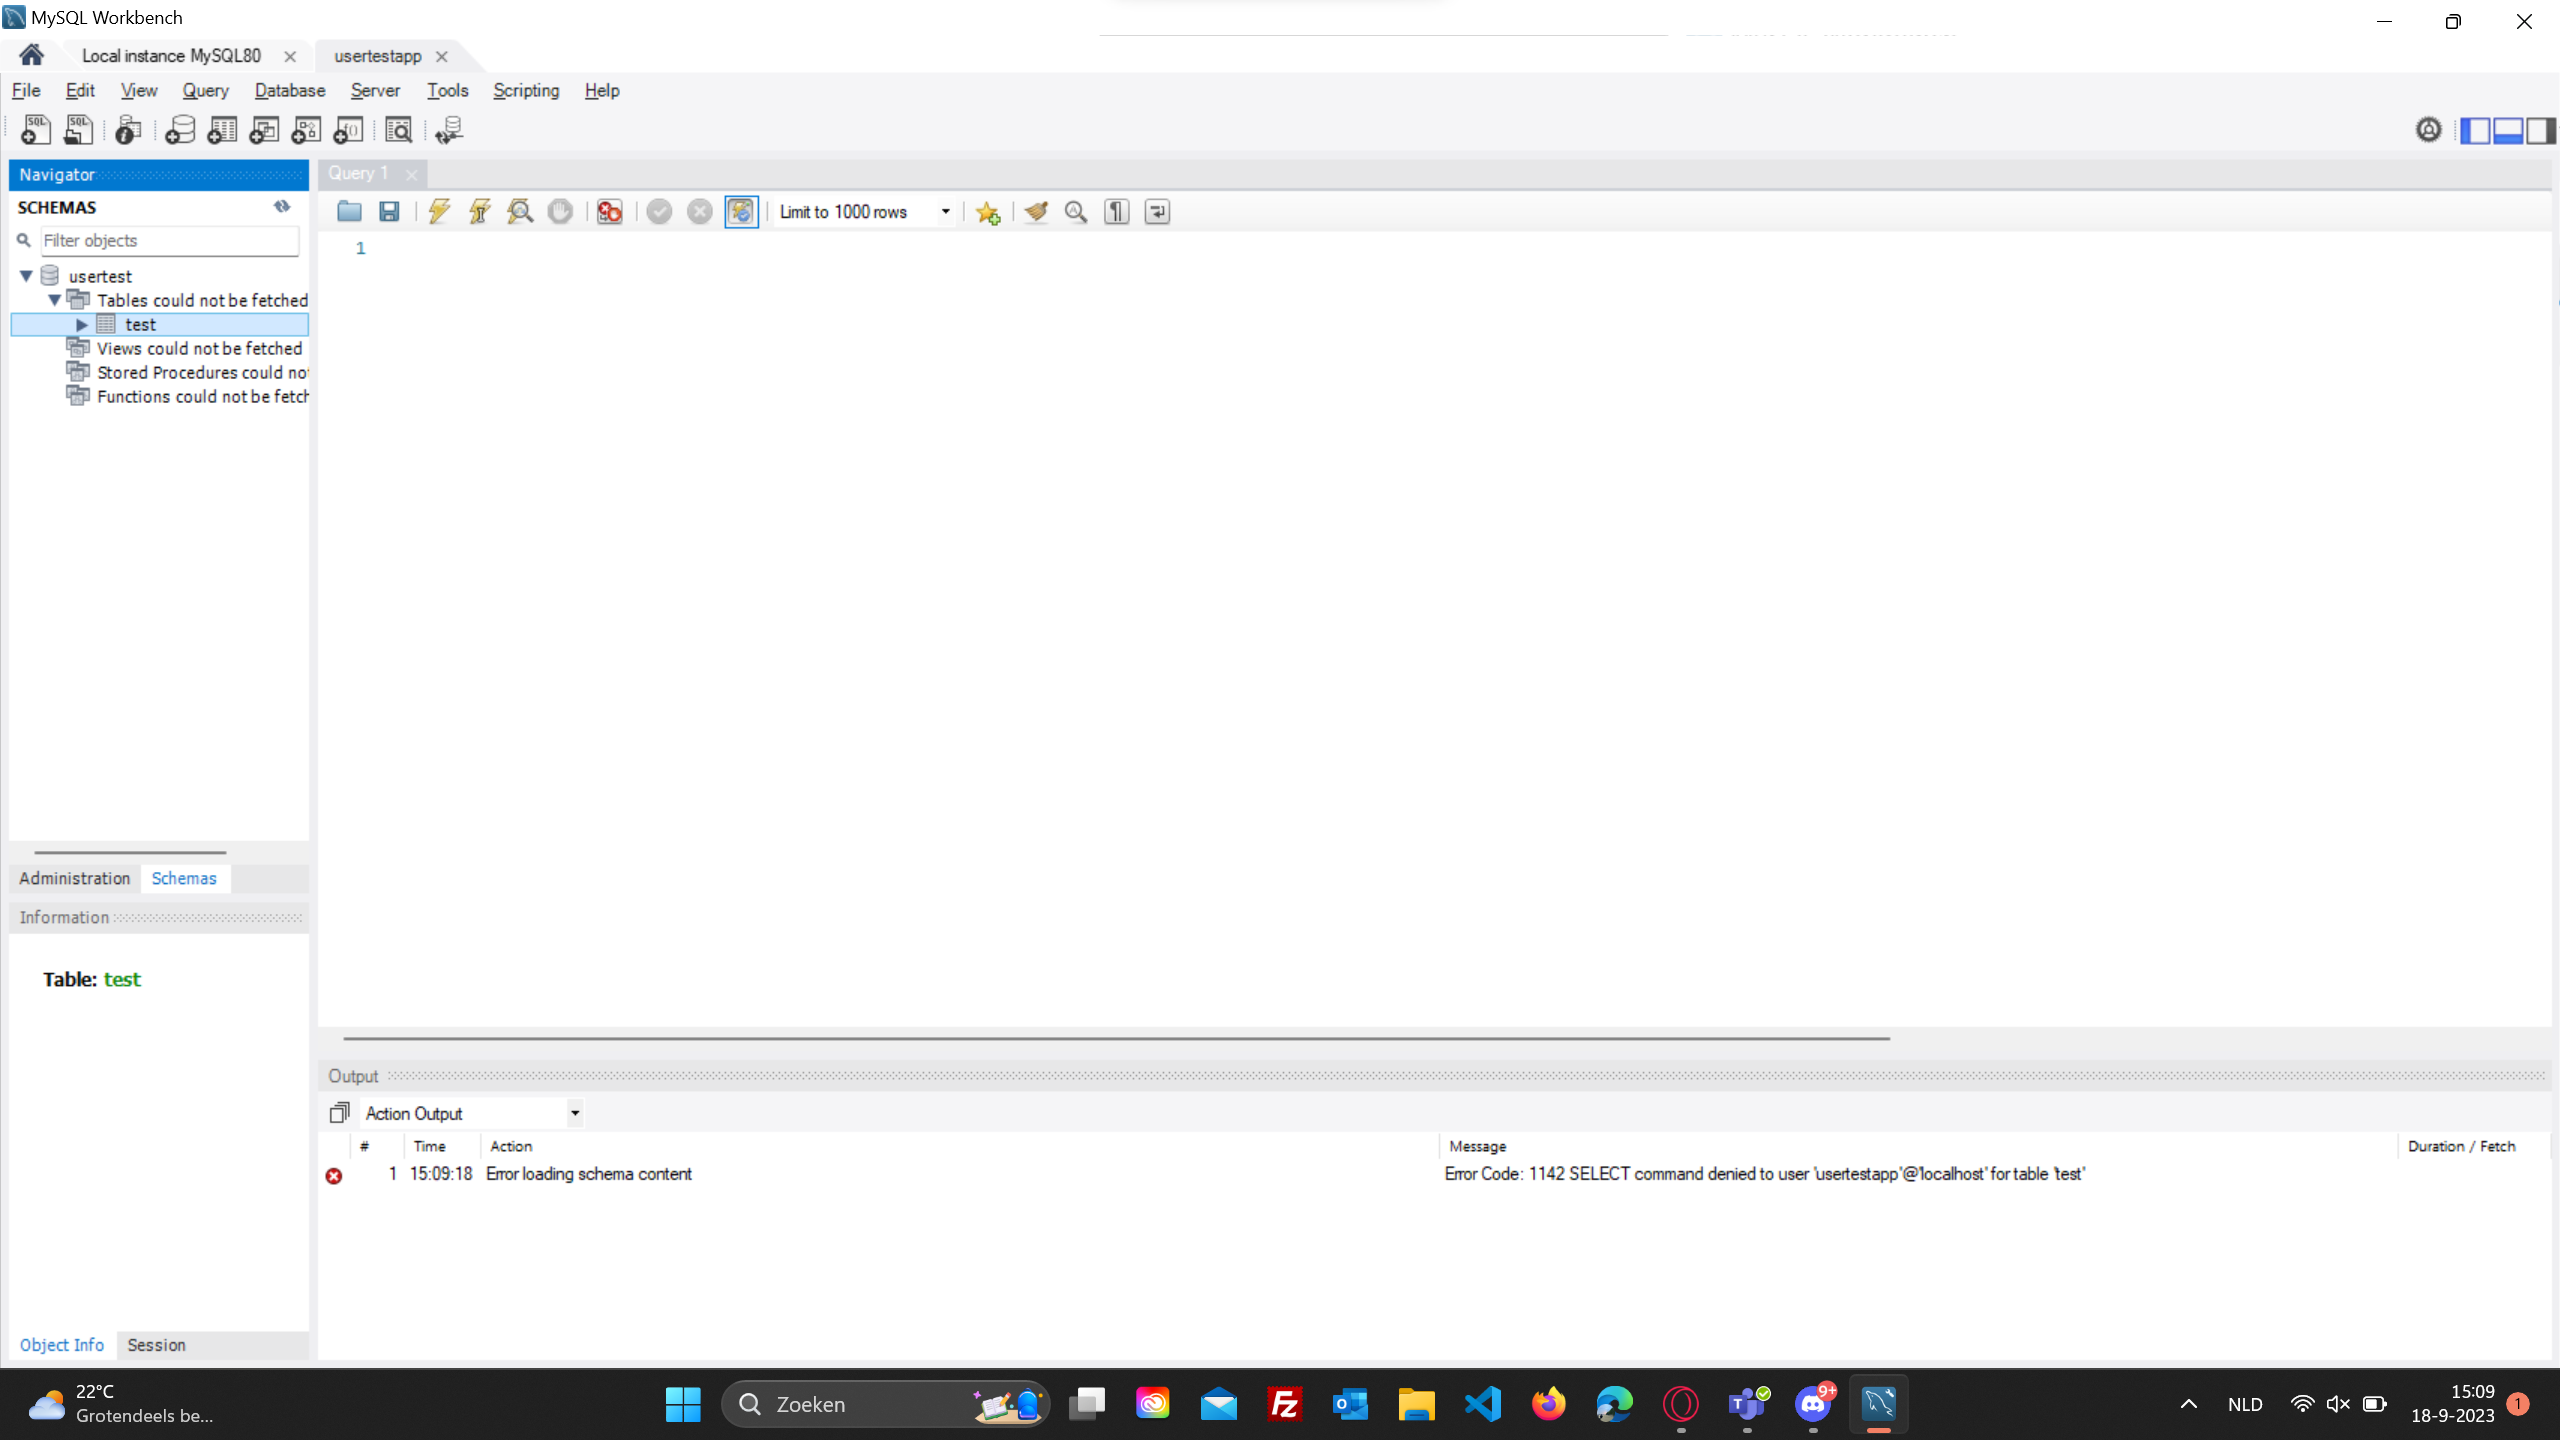 MySQL Workbench
Local instance MySQL80
usertestapp
File Edit View Query Database Server Tools Scripting Help
Navigator
SCHEMAS
Filter objects
usertest
Tables could not be fetched
test
Views could not be fetched
Stored Procedures could not
Functions could not be fetch
Administration Schemas
Information
Table: test
Object Info Session
Query 1
Limit to 1000 rows
1
Output
Action Output
# Time Action Message Duration / Fetch
1 15:09:18 Error loading schema content Error Code: 1142 SELECT command denied to user 'usertestapp'@'localhost' for table 'test'
22°C
Grotendeels be...
Zoeken
9+
NLD
15:09
18-9-2023
1